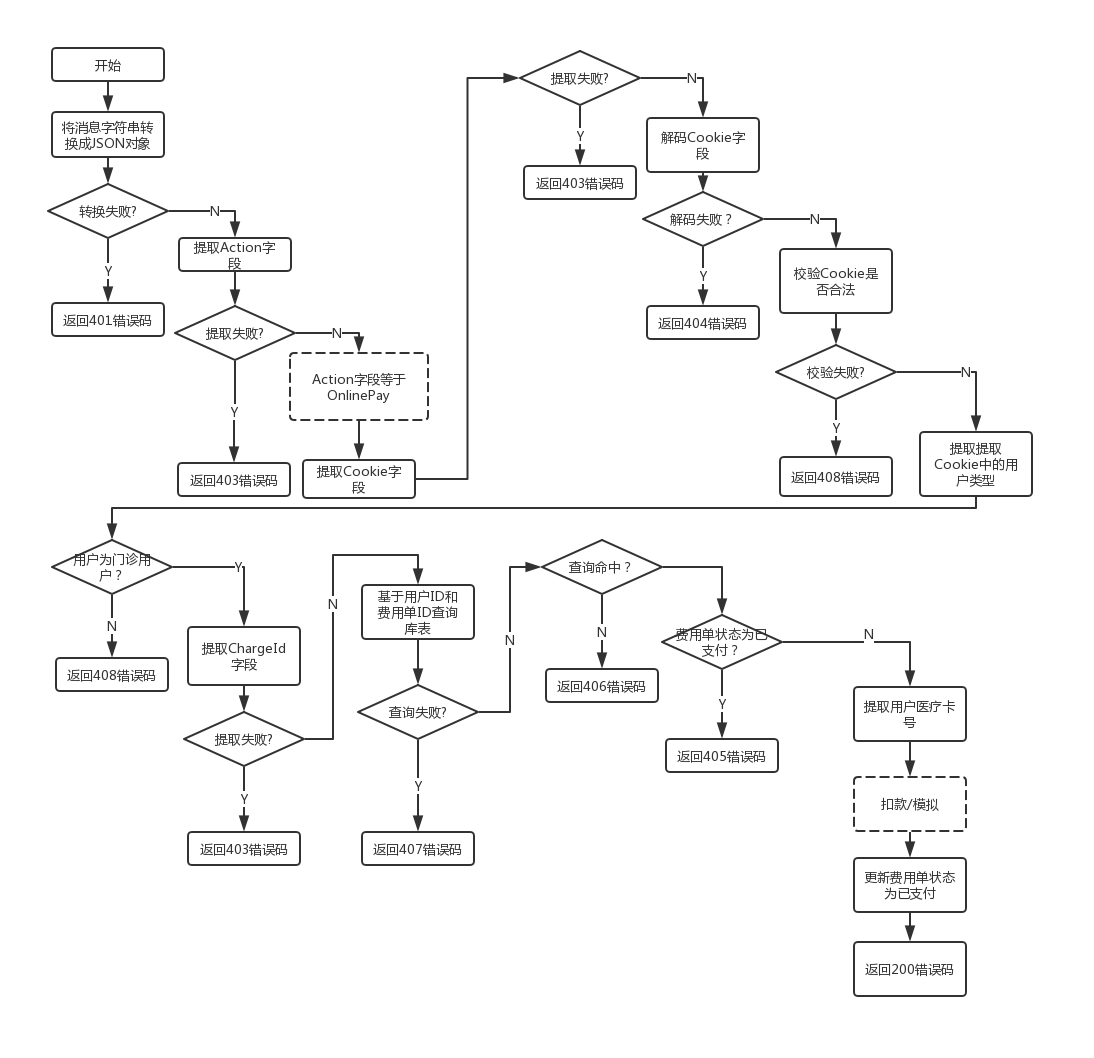 开始
将消息字符串转
换成JSON对象
转换失败?
N
Y
返回401错误码
提取Action字
段
提取失败?
N
Y
返回403错误码
Action字段等于
OnlinePay
提取Cookie字
段
提取失败?
N
Y
返回403错误码
解码Cookie字
段
解码失败？
N
Y
返回404错误码
校验Cookie是
否合法
校验失败?
N
Y
返回408错误码
提取提取
Cookie中的用
户类型
用户为门诊用
户？
Y
N
返回408错误码
提取ChargeId
字段
提取失败?
N
Y
返回403错误码
基于用户ID和
费用单ID查询
库表
查询失败?
N
Y
返回407错误码
查询命中？
N
返回406错误码
费用单状态为已
支付？
N
Y
返回405错误码
提取用户医疗卡
号
扣款/模拟
更新费用单状态
为已支付
返回200错误码